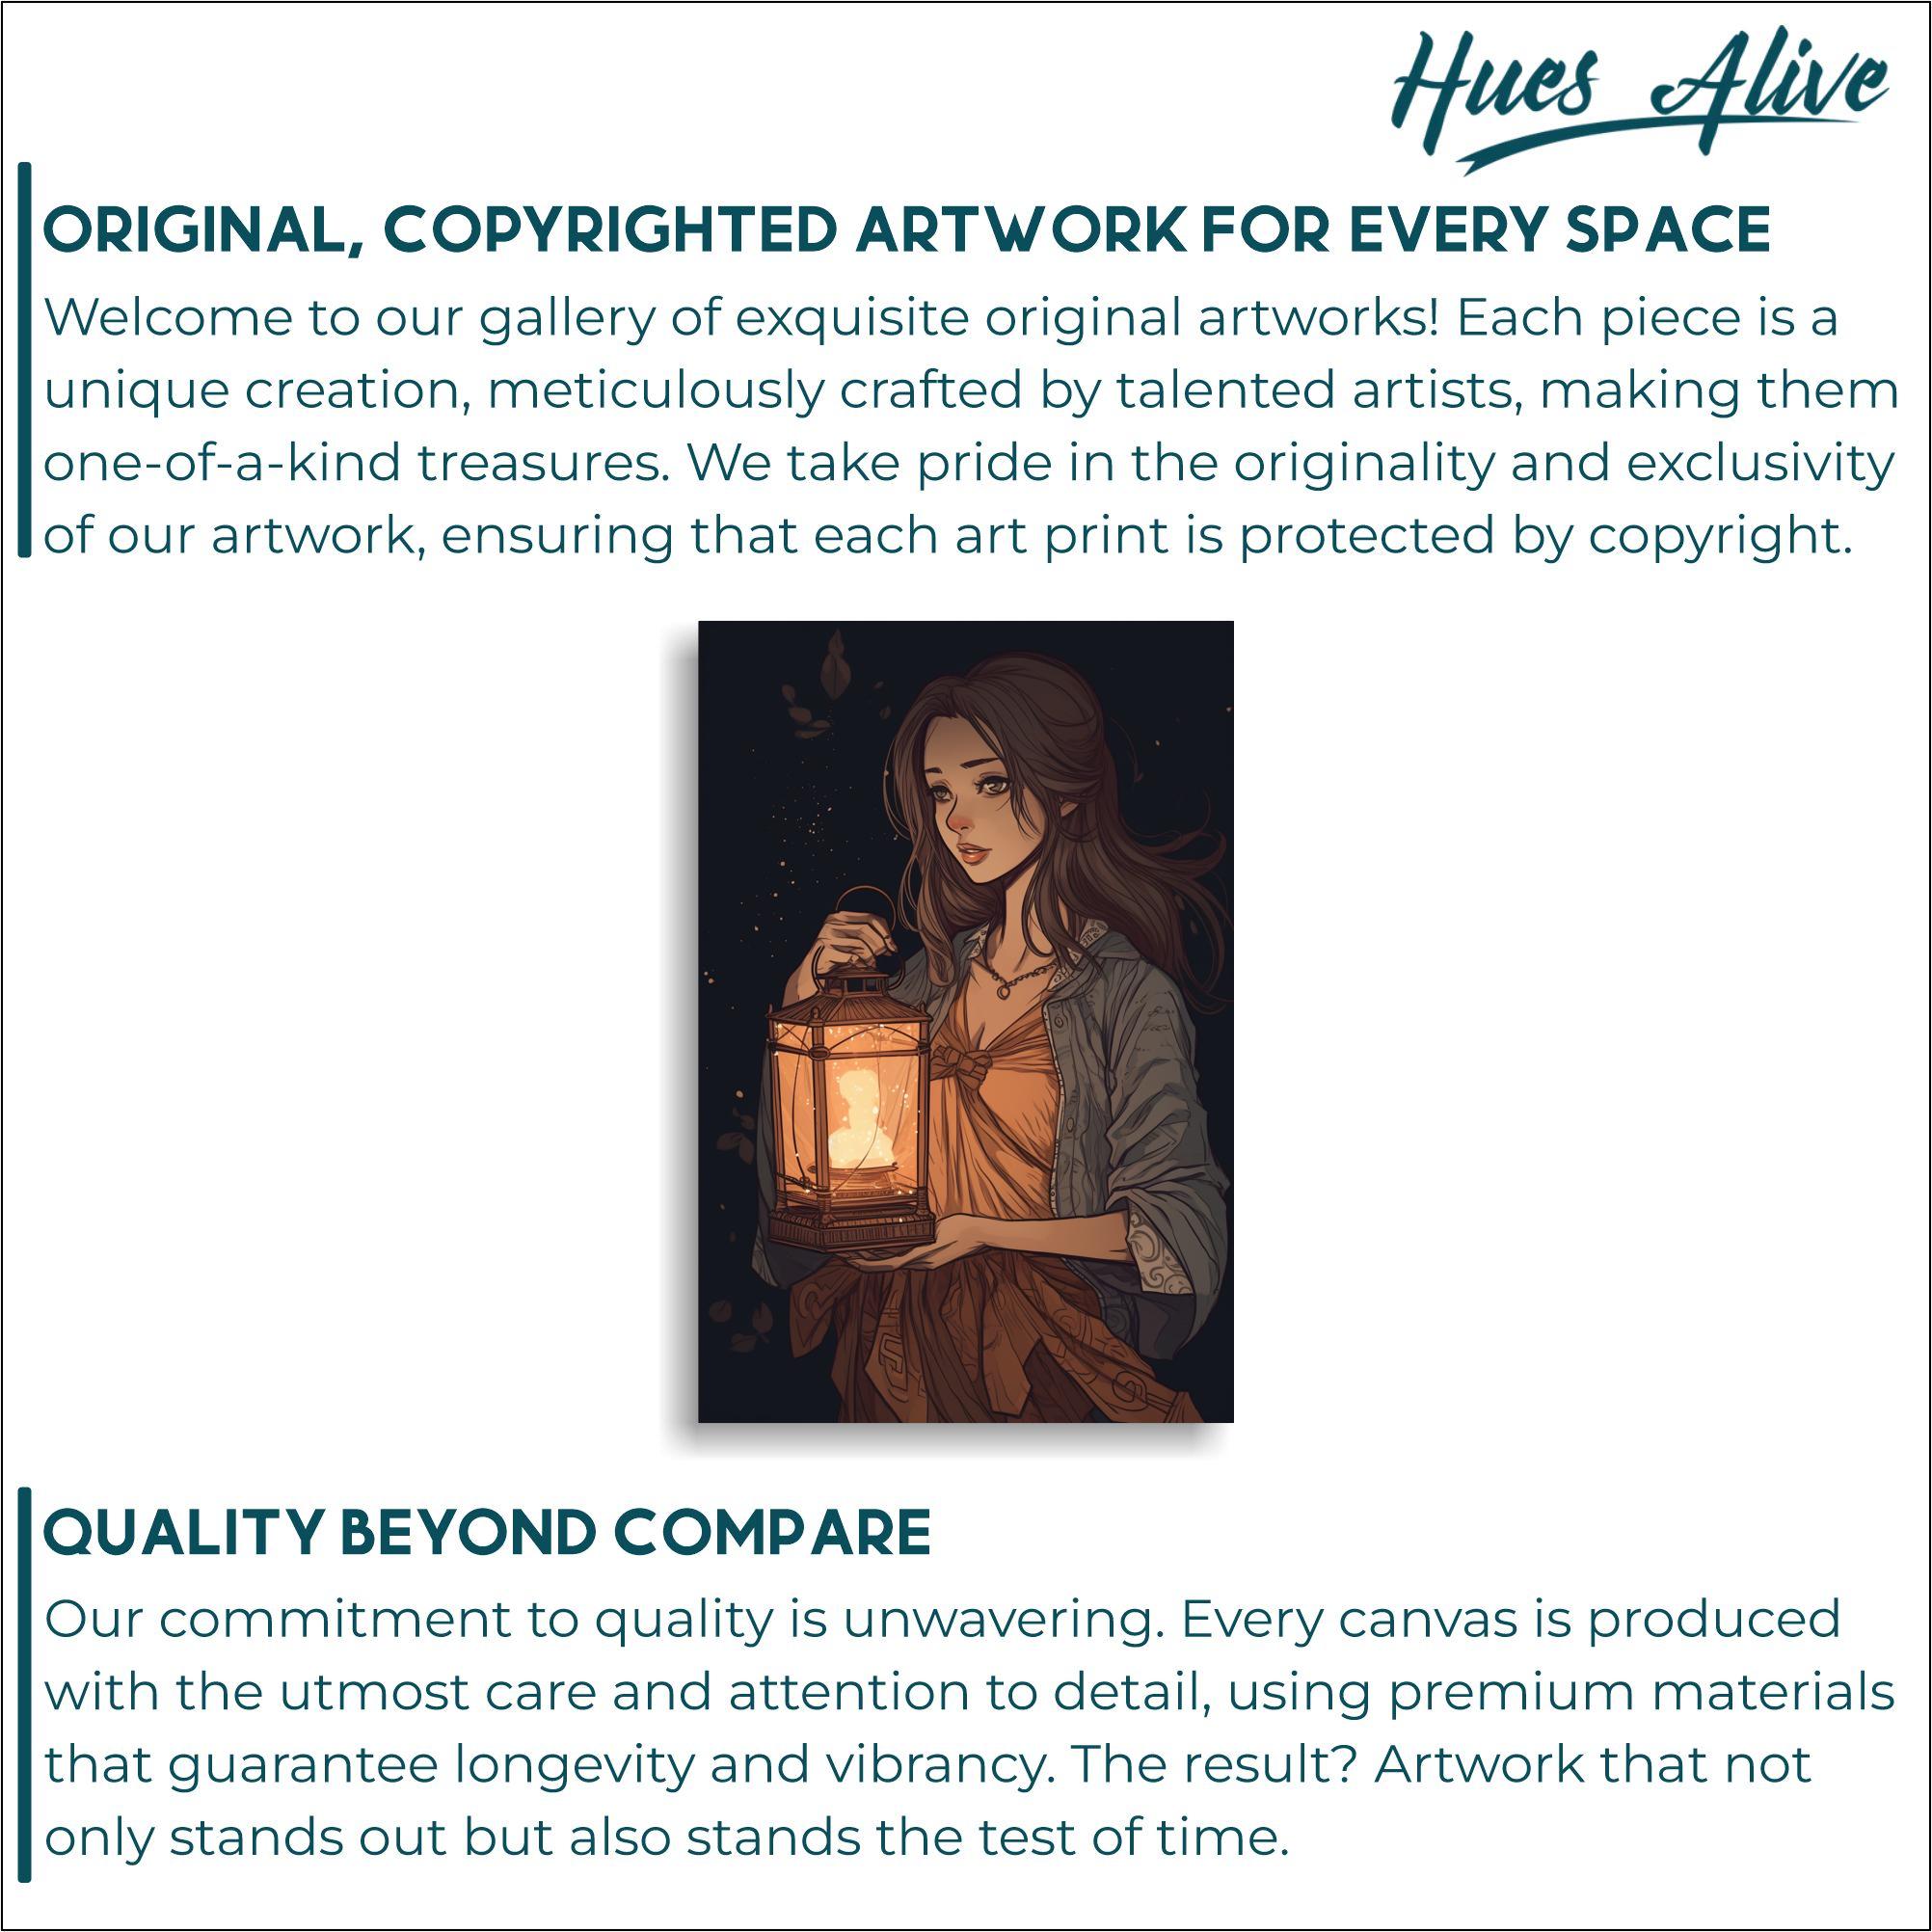 Hues Alive
ORIGINAL, COPYRIGHTED ARTWORK FOR EVERY SPACE
Welcome to our gallery of exquisite original artworks! Each piece is a
unique creation, meticulously crafted by talented artists, making them
one-of-a-kind treasures. We take pride in the originality and exclusivity
of our artwork, ensuring that each art print is protected by copyright.
QUALITY BEYOND COMPARE
Our commitment to quality is unwavering. Every canvas is produced
with the utmost care and attention to detail, using premium materials
that guarantee longevity and vibrancy. The result? Artwork that not
only stands out but also stands the test of time.